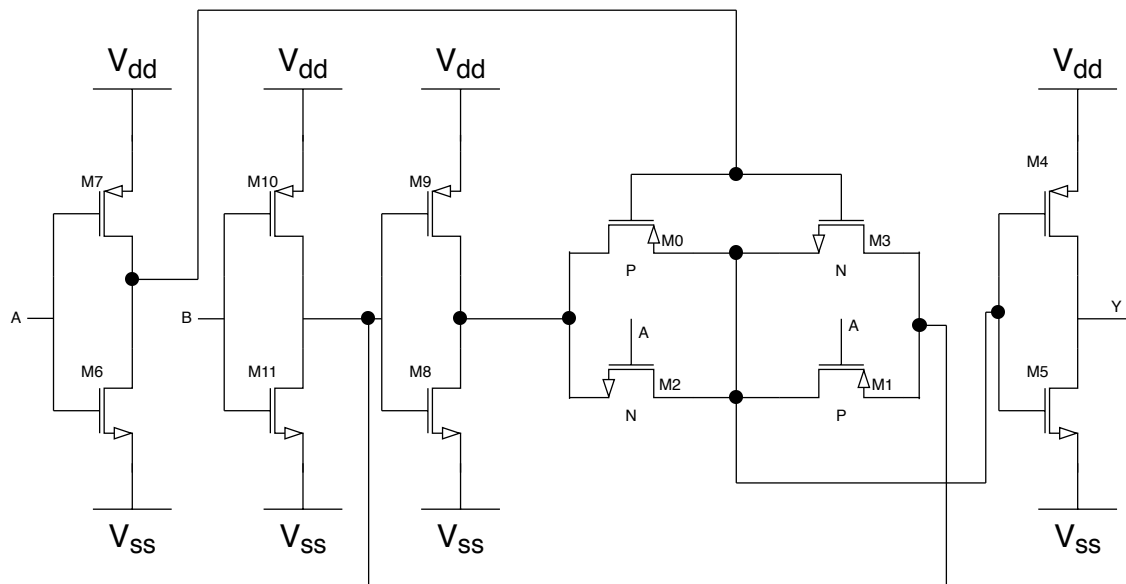 Vdd Vdd Vdd Vdd
M7 M10 M9 M4
M0 M3
P N
A B A A Y
M6 M11 M8 M2 M1 M5
N P
Vss Vss Vss Vss